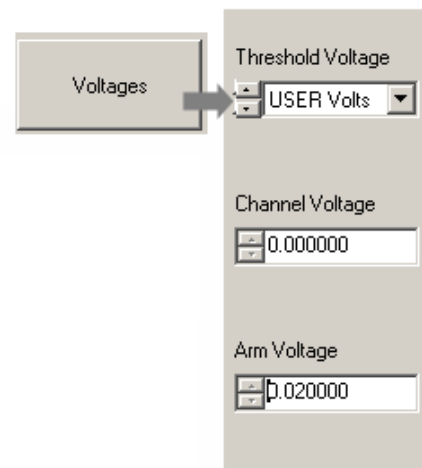 Voltages
Threshold Voltage
USER Volts
Channel Voltage
0.000000
Arm Voltage
0.020000